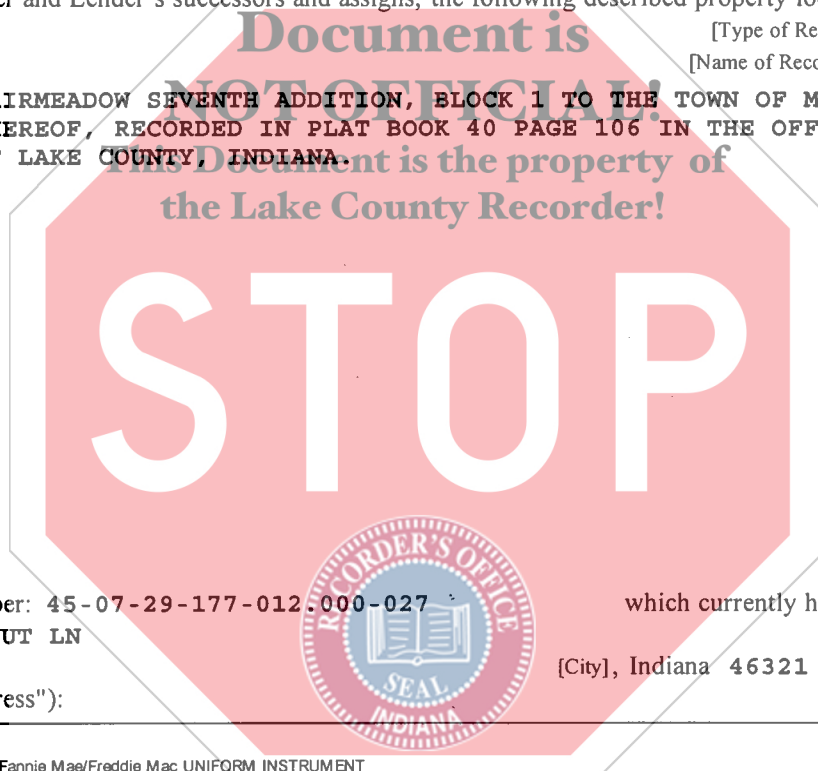 er and Lender's successors and assigns, the following described property lo
Document is
[Type of Re
[Name of Reco
NOT OFFICIAL!
IRMEADOW SEVENTH ADDITION, BLOCK 1 TO THE TOWN OF M
EREOF, RECORDED IN PLAT BOOK 40 PAGE 106 IN THE OFF
LAKE COUNTY, INDIANA.
This Document is the property of
the Lake County Recorder!
STOP
RECORDER'S OFFICE
SEAL
INDIANA
er: 45-07-29-177-012.000-027
which currently h
UT LN
[City], Indiana 46321
ress"):
Fannie Mae/Freddie Mac UNIFORM INSTRUMENT